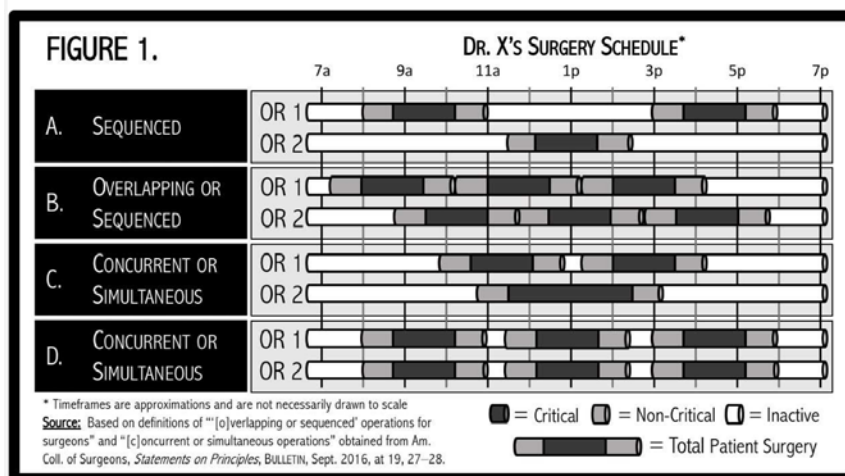 FIGURE 1.
DR. X'S SURGERY SCHEDULE*
7a 9a 11a 1p 3p 5p 7p
A. SEQUENCED
OR 1
OR 2
B. OVERLAPPING OR
SEQUENCED
OR 1
OR 2
C. CONCURRENT OR
SIMULTANEOUS
OR 1
OR 2
D. CONCURRENT OR
SIMULTANEOUS
OR 1
OR 2
* Timeframes are approximations and are not necessarily drawn to scale
Source: Based on definitions of "'[o]verlapping or sequenced' operations for
surgeons" and "[c]oncurrent or simultaneous operations" obtained from Am.
Coll. of Surgeons, Statements on Principles, BULLETIN, Sept. 2016, at 19, 27–28.
= Critical = Non-Critical = Inactive
= Total Patient Surgery